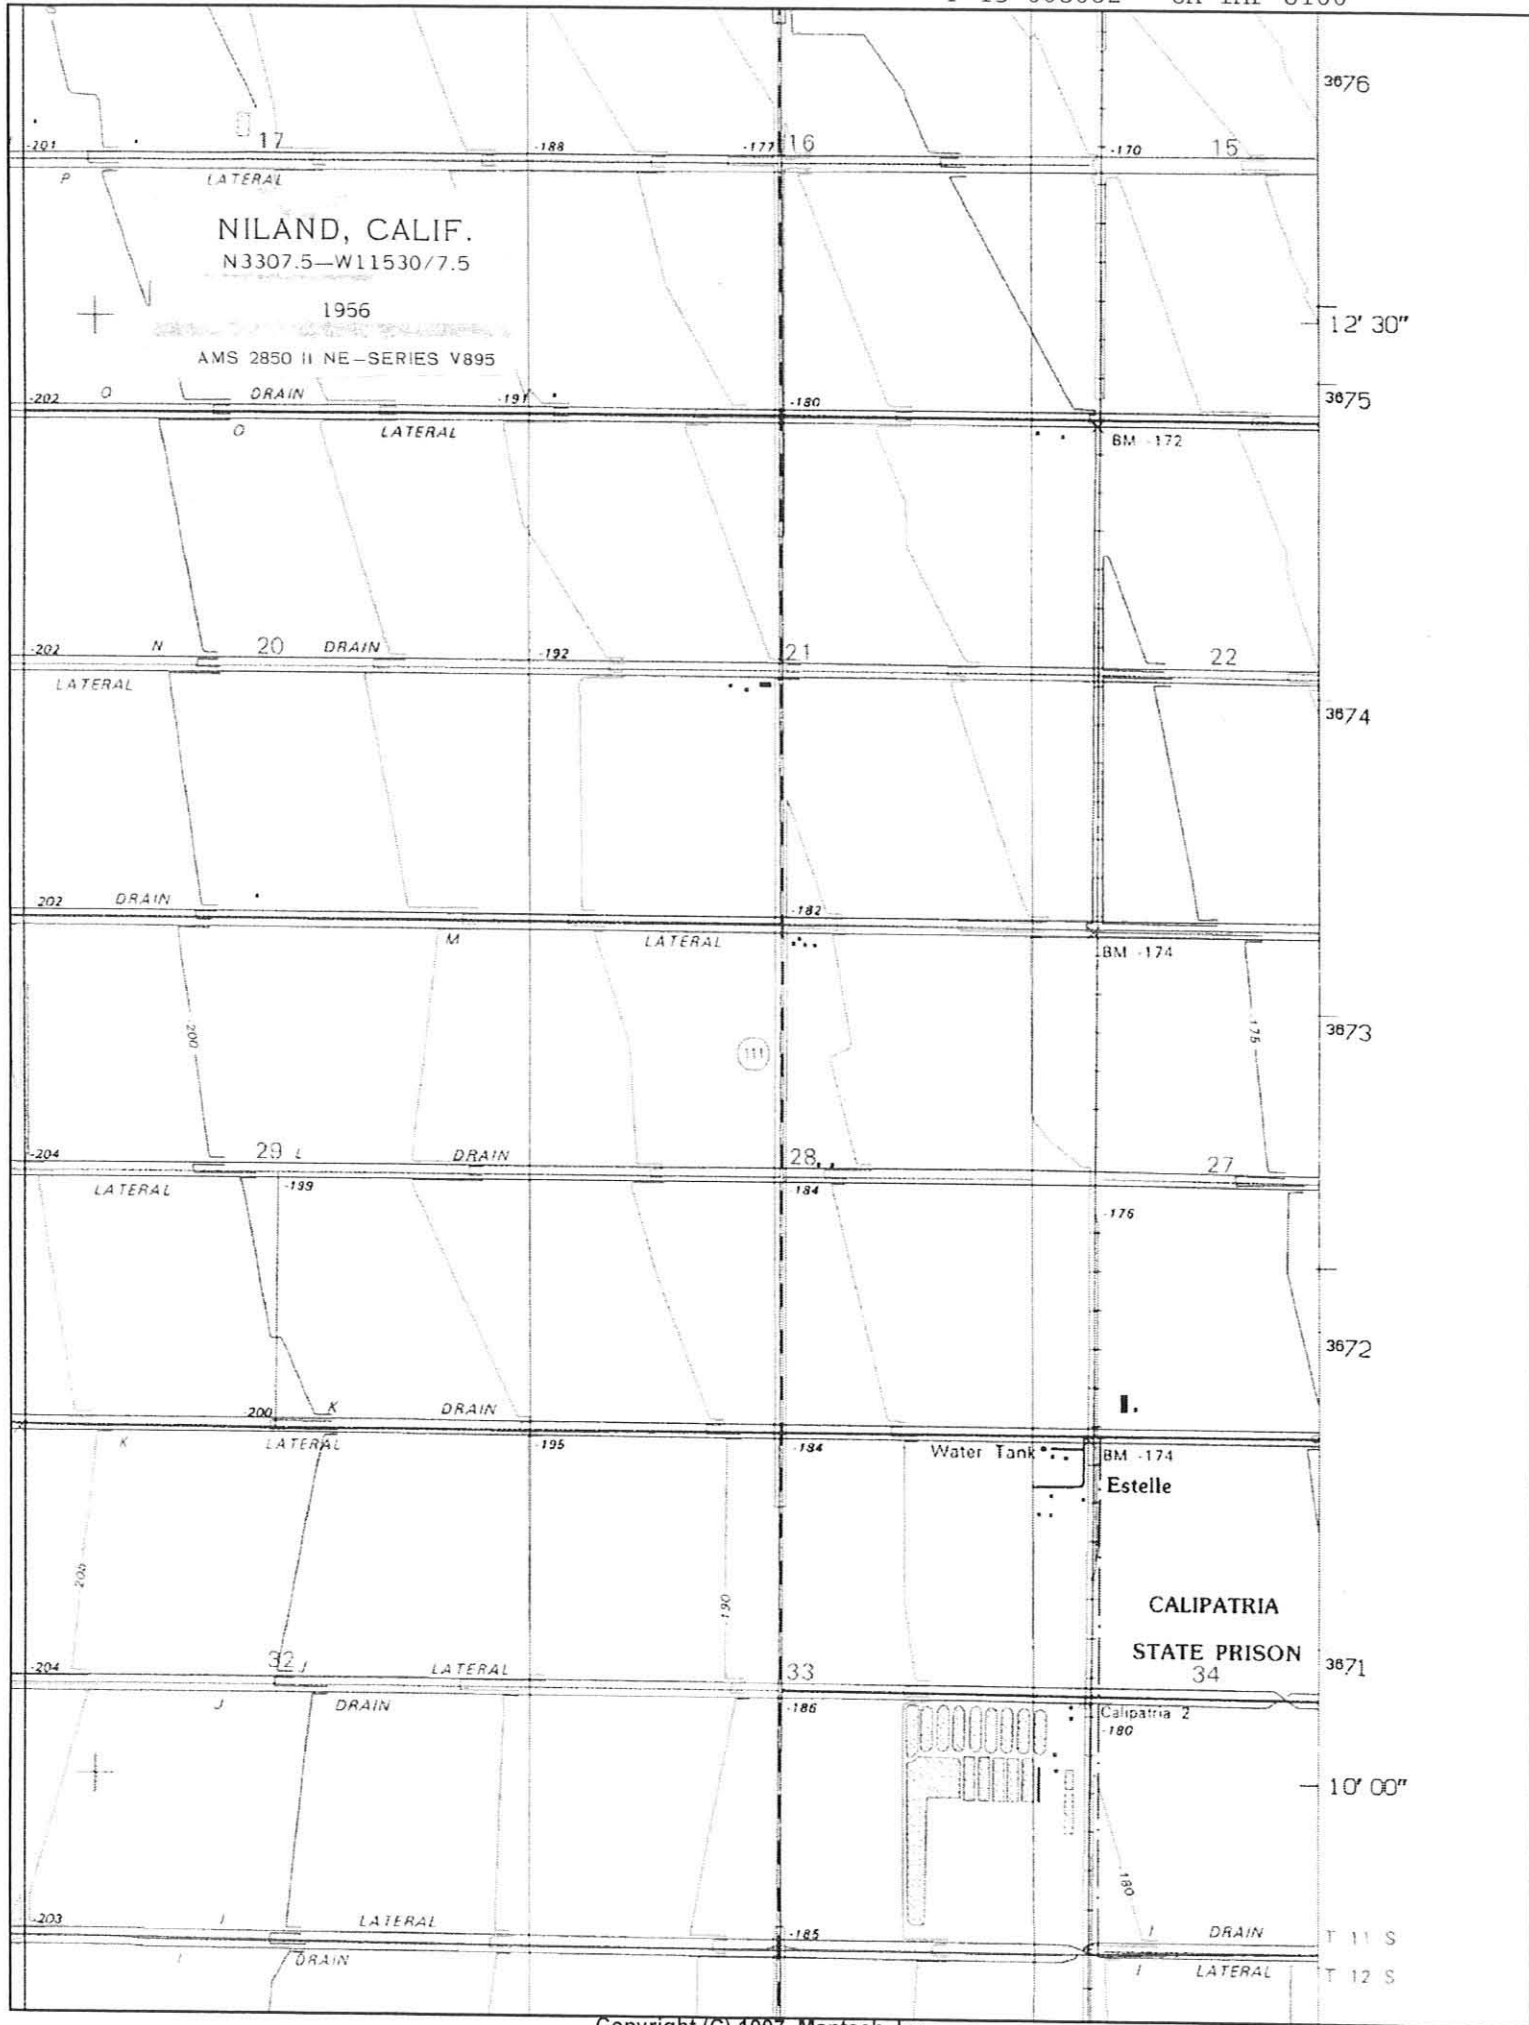 3676
-201 17 -188 -177 16 -170 15
P LATERAL
NILAND, CALIF.
N3307.5—W11530/7.5
1956
AMS 2850 II NE—SERIES V895
12' 30"
-202 O DRAIN -191 -180 3675
O LATERAL BM -172
-202 N 20 DRAIN -192 21 22
LATERAL
3674
202 DRAIN -182
M LATERAL BM -174
200 111 175 3673
-204 29 L DRAIN 28 27
LATERAL -199 -184
-176
3672
-200 K DRAIN
K LATERAL -195 -184 Water Tank BM -174
Estelle
205 -190
CALIPATRIA
STATE PRISON
-204 32 J LATERAL 33 34 3671
J DRAIN -186 Calipatria 2
-180
10' 00"
180
-203 I LATERAL -185 I DRAIN T 11 S
I DRAIN I LATERAL T 12 S